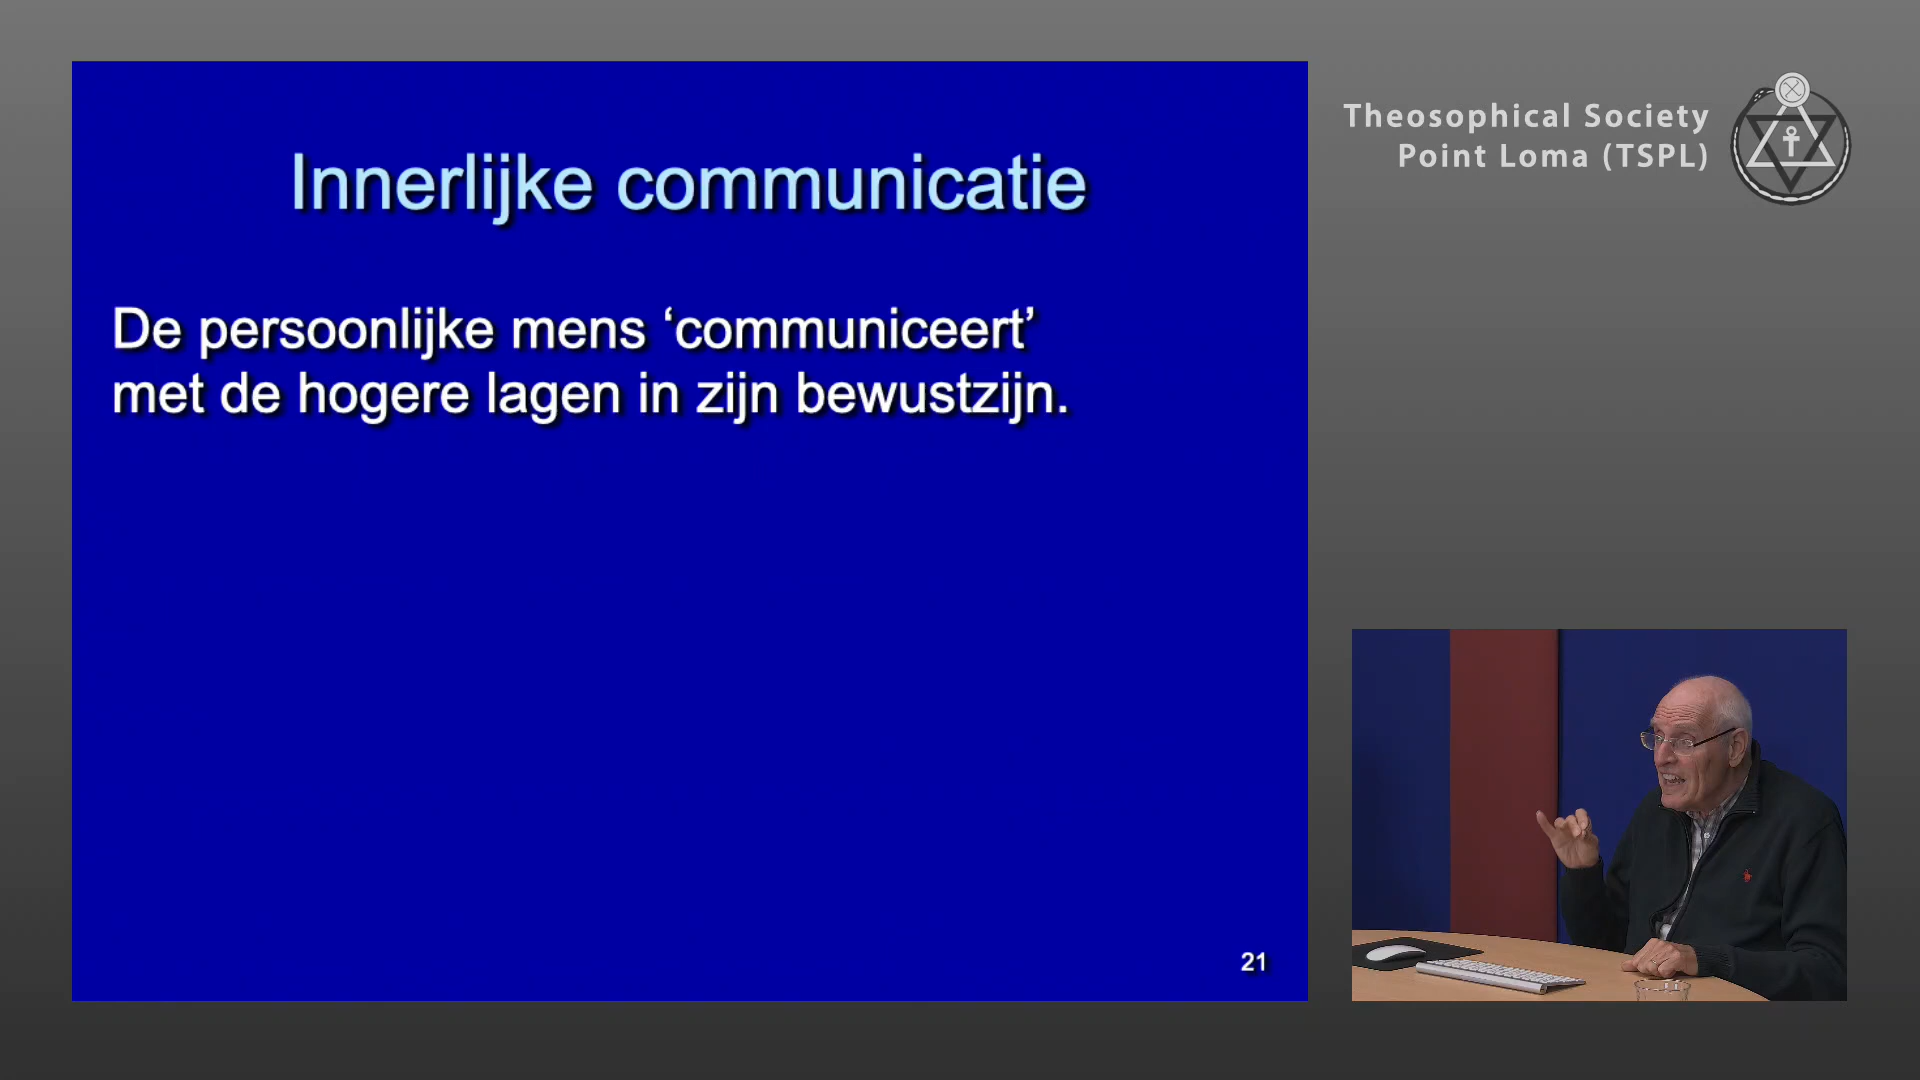 Innerlijke communicatie
De persoonlijke mens ‘communiceert’
met de hogere lagen in zijn bewustzijn.
21
Theosophical Society
Point Loma (TSPL)